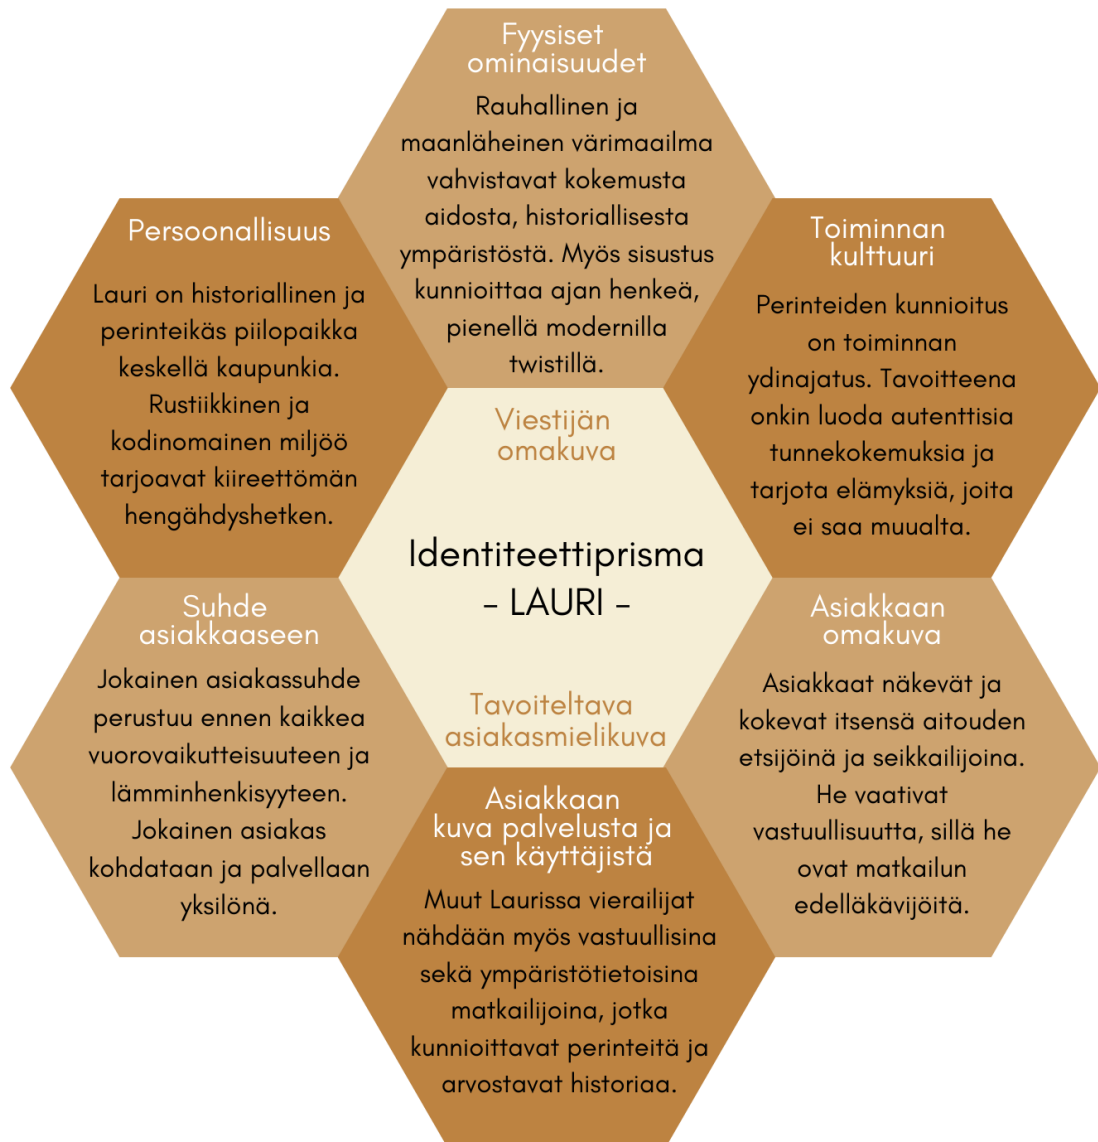 Fyysiset
ominaisuudet
Rauhallinen ja
maanläheinen värimaailma
vahvistavat kokemusta
aidosta, historiallisesta
ympäristöstä. Myös sisustus
kunnioittaa ajan henkeä,
pienellä modernilla
twistillä.
Persoonallisuus
Lauri on historiallinen ja
perinteikäs piilopaikka
keskellä kaupunkia.
Rustiikkinen ja
kodinomainen miljöö
tarjoavat kiireettömän
hengähdyshetken.
Toiminnan
kulttuuri
Perinteiden kunnioitus
on toiminnan
ydinajatus. Tavoitteena
onkin luoda autenttisia
tunnekokemuksia ja
tarjota elämyksiä, joita
ei saa muualta.
Viestijän
omakuva
Identiteettiprisma
- LAURI -
Tavoiteltava
asiakasmielikuva
Suhde
asiakkaaseen
Jokainen asiakassuhde
perustuu ennen kaikkea
vuorovaikutteisuuteen ja
lämminhenkisyyteen.
Jokainen asiakas
kohdataan ja palvellaan
yksilönä.
Asiakkaan
omakuva
Asiakkaat näkevät ja
kokevat itsensä aitouden
etsijöinä ja seikkailijoina.
He vaativat
vastuullisuutta, sillä he
ovat matkailun
edelläkävijöitä.
Asiakkaan
kuva palvelusta ja
sen käyttäjistä
Muut Laurissa vierailijat
nähdään myös vastuullisina
sekä ympäristötietoisina
matkailijoina, jotka
kunnioittavat perinteitä ja
arvostavat historiaa.